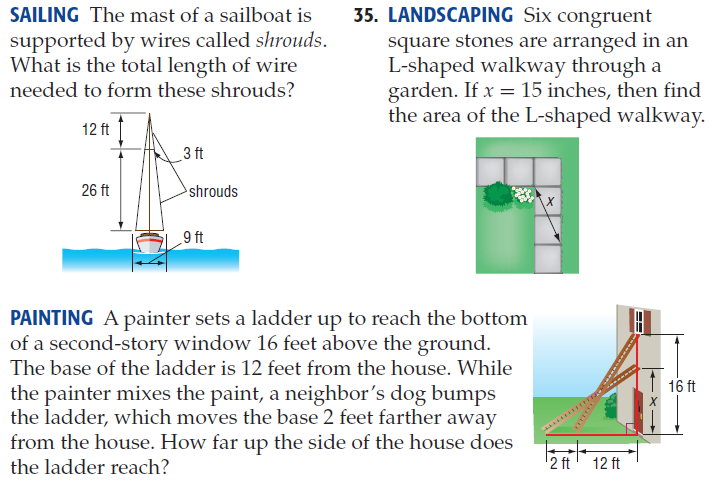 SAILING The mast of a sailboat is
supported by wires called shrouds.
What is the total length of wire
needed to form these shrouds?
12 ft
3 ft
26 ft
shrouds
9 ft
35. LANDSCAPING Six congruent
square stones are arranged in an
L-shaped walkway through a
garden. If x = 15 inches, then find
the area of the L-shaped walkway.
x
PAINTING A painter sets a ladder up to reach the bottom
of a second-story window 16 feet above the ground.
The base of the ladder is 12 feet from the house. While
the painter mixes the paint, a neighbor's dog bumps
the ladder, which moves the base 2 feet farther away
from the house. How far up the side of the house does
the ladder reach?
16 ft
x
2 ft 12 ft